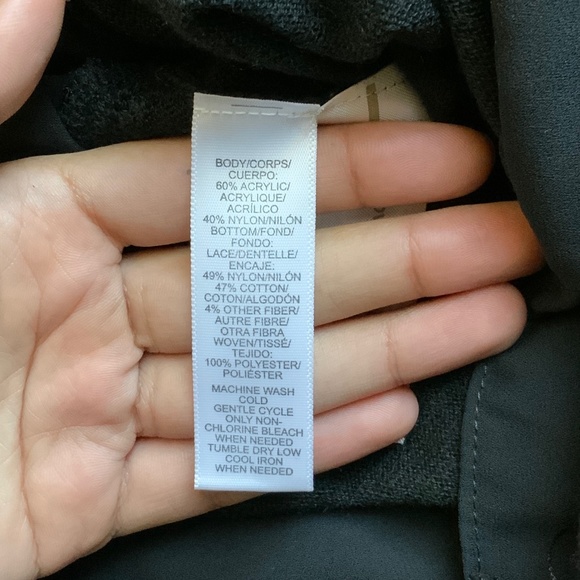 BODY/CORPS/
CUERPO:
60% ACRYLIC/
ACRYLIQUE/
ACRÍLICO
40% NYLON/NILÓN
BOTTOM/FOND/
FONDO:
LACE/DENTELLE/
ENCAJE:
49% NYLON/NILÓN
47% COTTON/
COTON/ALGODÓN
4% OTHER FIBER/
AUTRE FIBRE/
OTRA FIBRA
WOVEN/TISSÉ/
TEJIDO:
100% POLYESTER/
POLIÉSTER
MACHINE WASH
COLD
GENTLE CYCLE
ONLY NON-
CHLORINE BLEACH
WHEN NEEDED
TUMBLE DRY LOW
COOL IRON
WHEN NEEDED